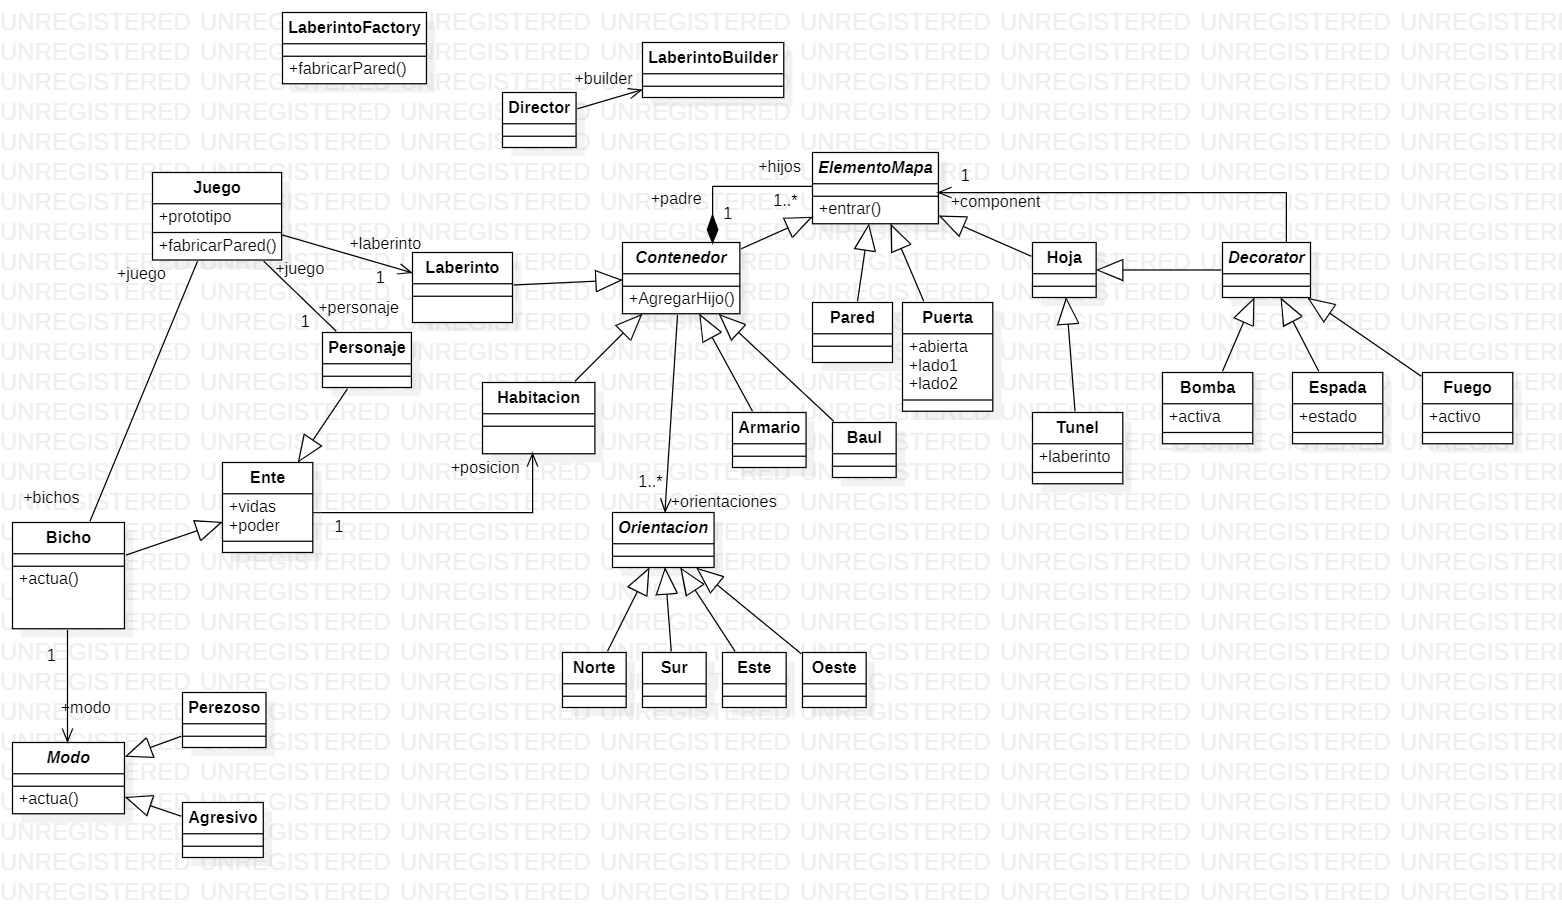 LaberintoFactory
+fabricarPared()
LaberintoBuilder
+builder
Director
Juego
+prototipo
+fabricarPared()
+juego
+juego
+laberinto
1
+personaje
1
Laberinto
Personaje
+hijos
+padre
1..*
1
ElementoMapa
+entrar()
1
+component
Contenedor
+AgregarHijo()
Hoja
Decorator
Pared
Puerta
+abierta
+lado1
+lado2
Habitacion
Armario
Baul
Tunel
+laberinto
Bomba
+activa
Espada
+estado
Fuego
+activo
Ente
+vidas
+poder
+posicion
1
1..*
+orientaciones
Orientacion
+bichos
Bicho
+actua()
Norte
Sur
Este
Oeste
1
+modo
Perezoso
Modo
+actua()
Agresivo
UNREGISTERED